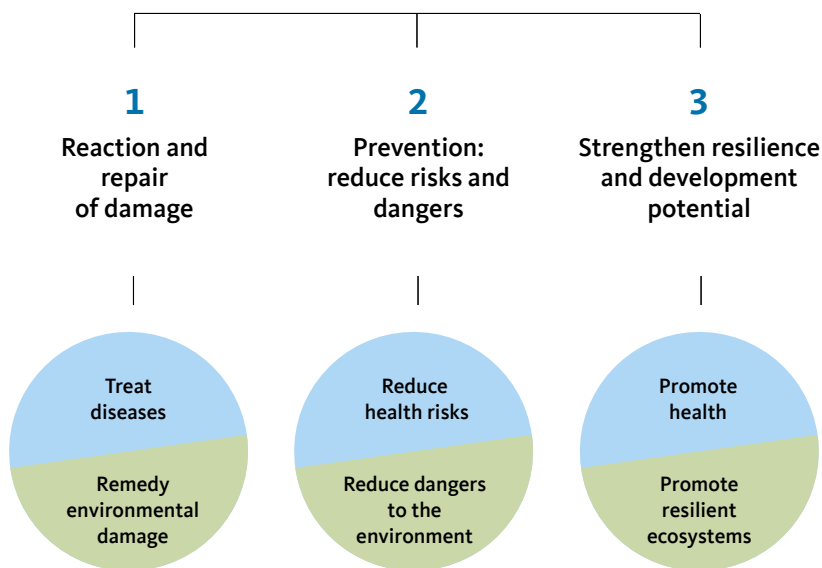 1
Reaction and
repair
of damage
2
Prevention:
reduce risks and
dangers
3
Strengthen resilience
and development
potential
Treat
diseases
Remedy
environmental
damage
Reduce
health risks
Reduce dangers
to the
environment
Promote
health
Promote
resilient
ecosystems